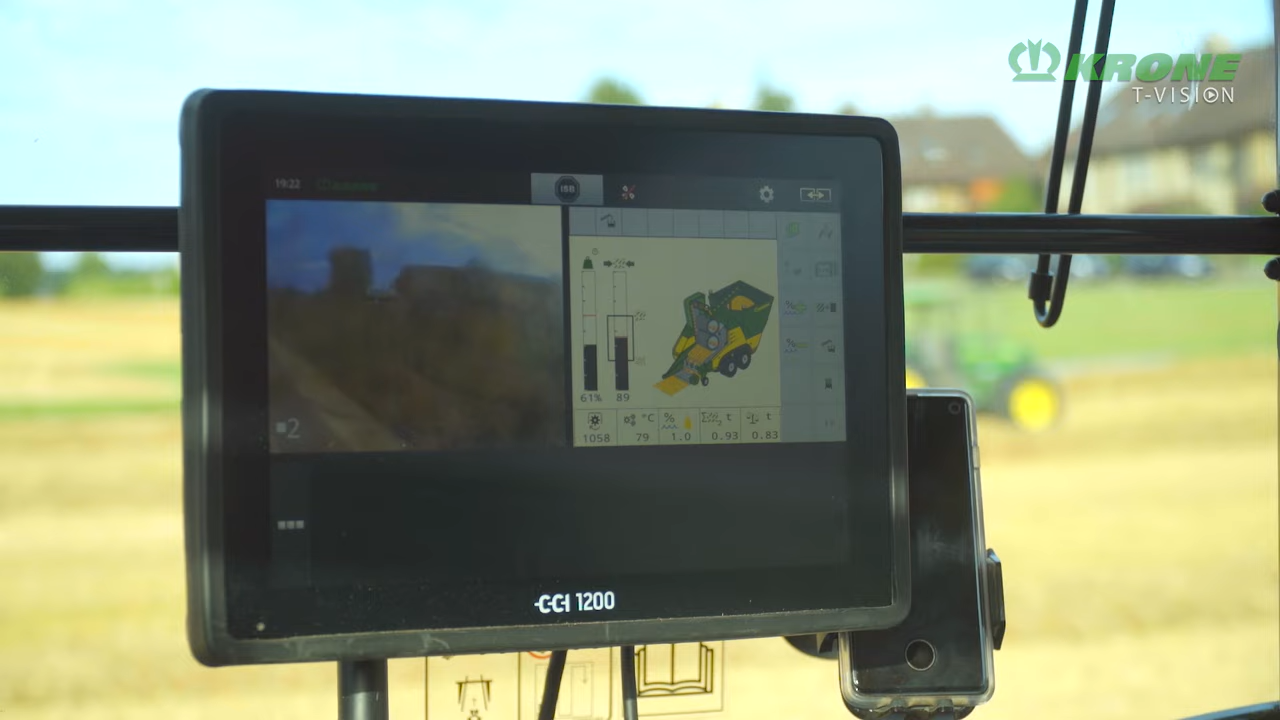 KRONE
T-VISION
19:22
ISB
2
61% 89
°C % t t
1058 79 1.0 0.93 0.83
CCI 1200